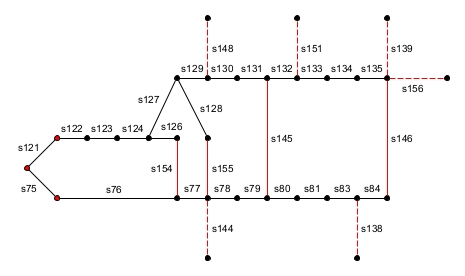 s148 s151 s139
s129 s130 s131 s132 s133 s134 s135
s156
s127 s128
s122 s123 s124 s126
s121 s145 s146
s154 s155
s75 s76 s77 s78 s79 s80 s81 s83 s84
s144 s138